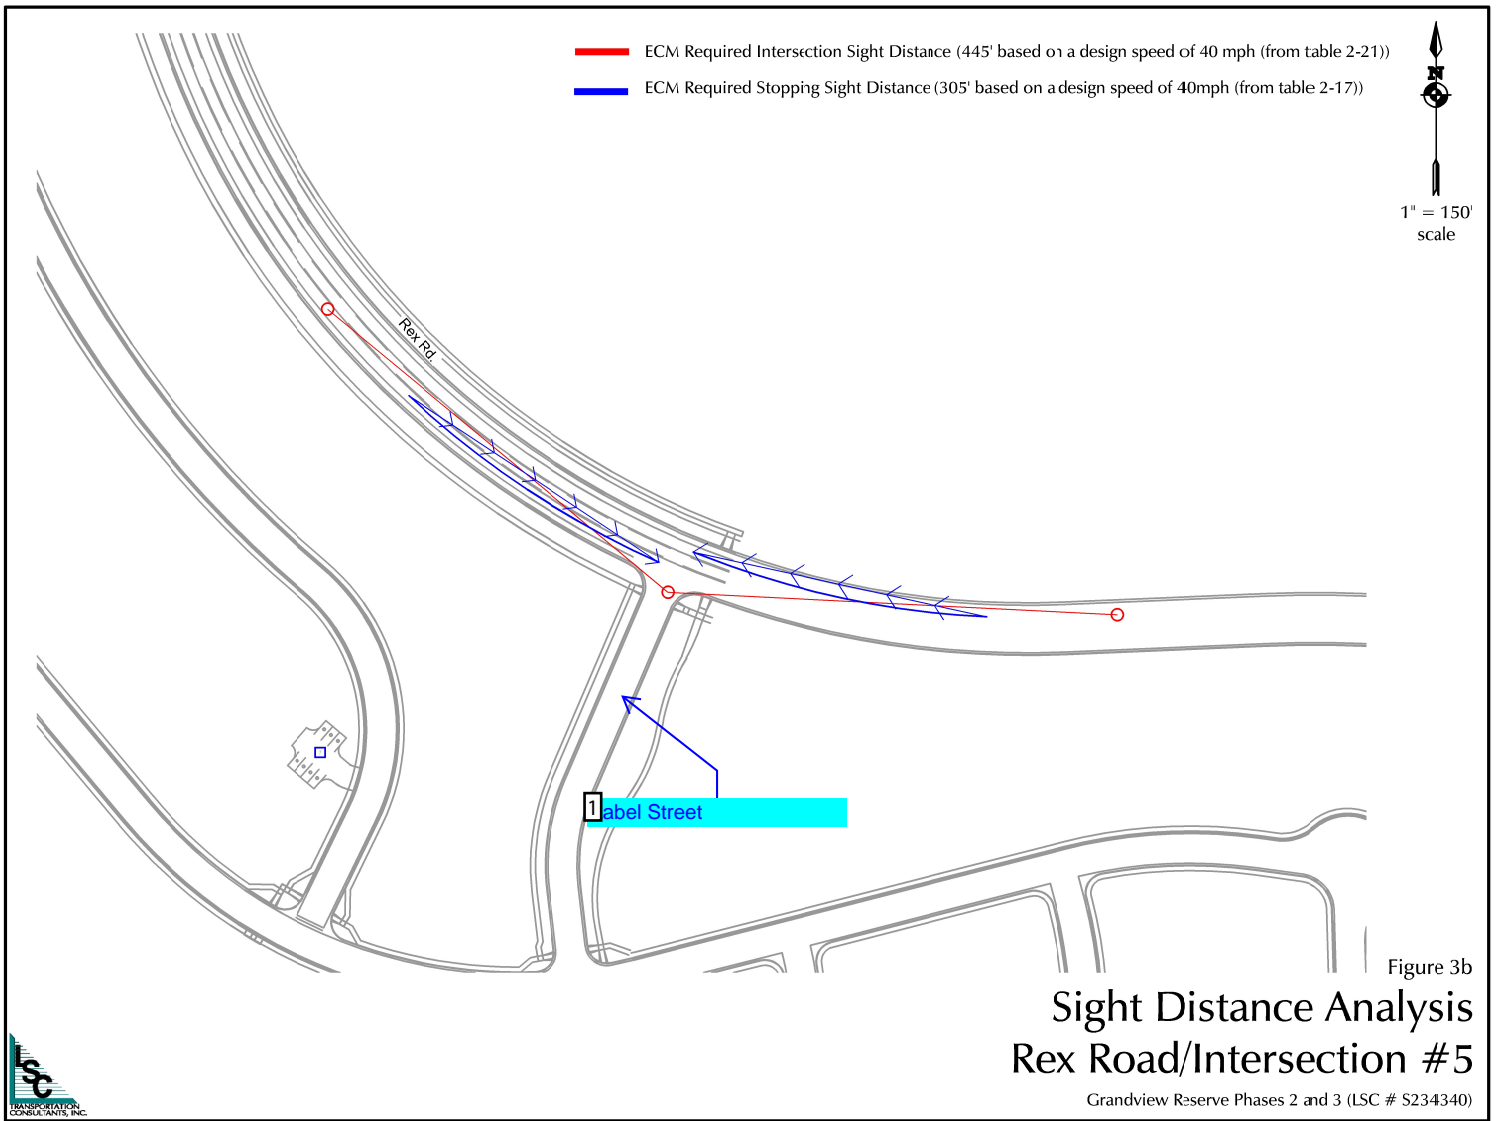 ECM Required Intersection Sight Distance (445' based on a design speed of 40 mph (from table 2-21))
ECM Required Stopping Sight Distance (305' based on a design speed of 40mph (from table 2-17))
N
1" = 150'
scale
Rex Rd.
1
abel Street
Figure 3b
Sight Distance Analysis
Rex Road/Intersection #5
Grandview Reserve Phases 2 and 3 (LSC # S234340)
LSC
TRANSPORTATION
CONSULTANTS, INC.